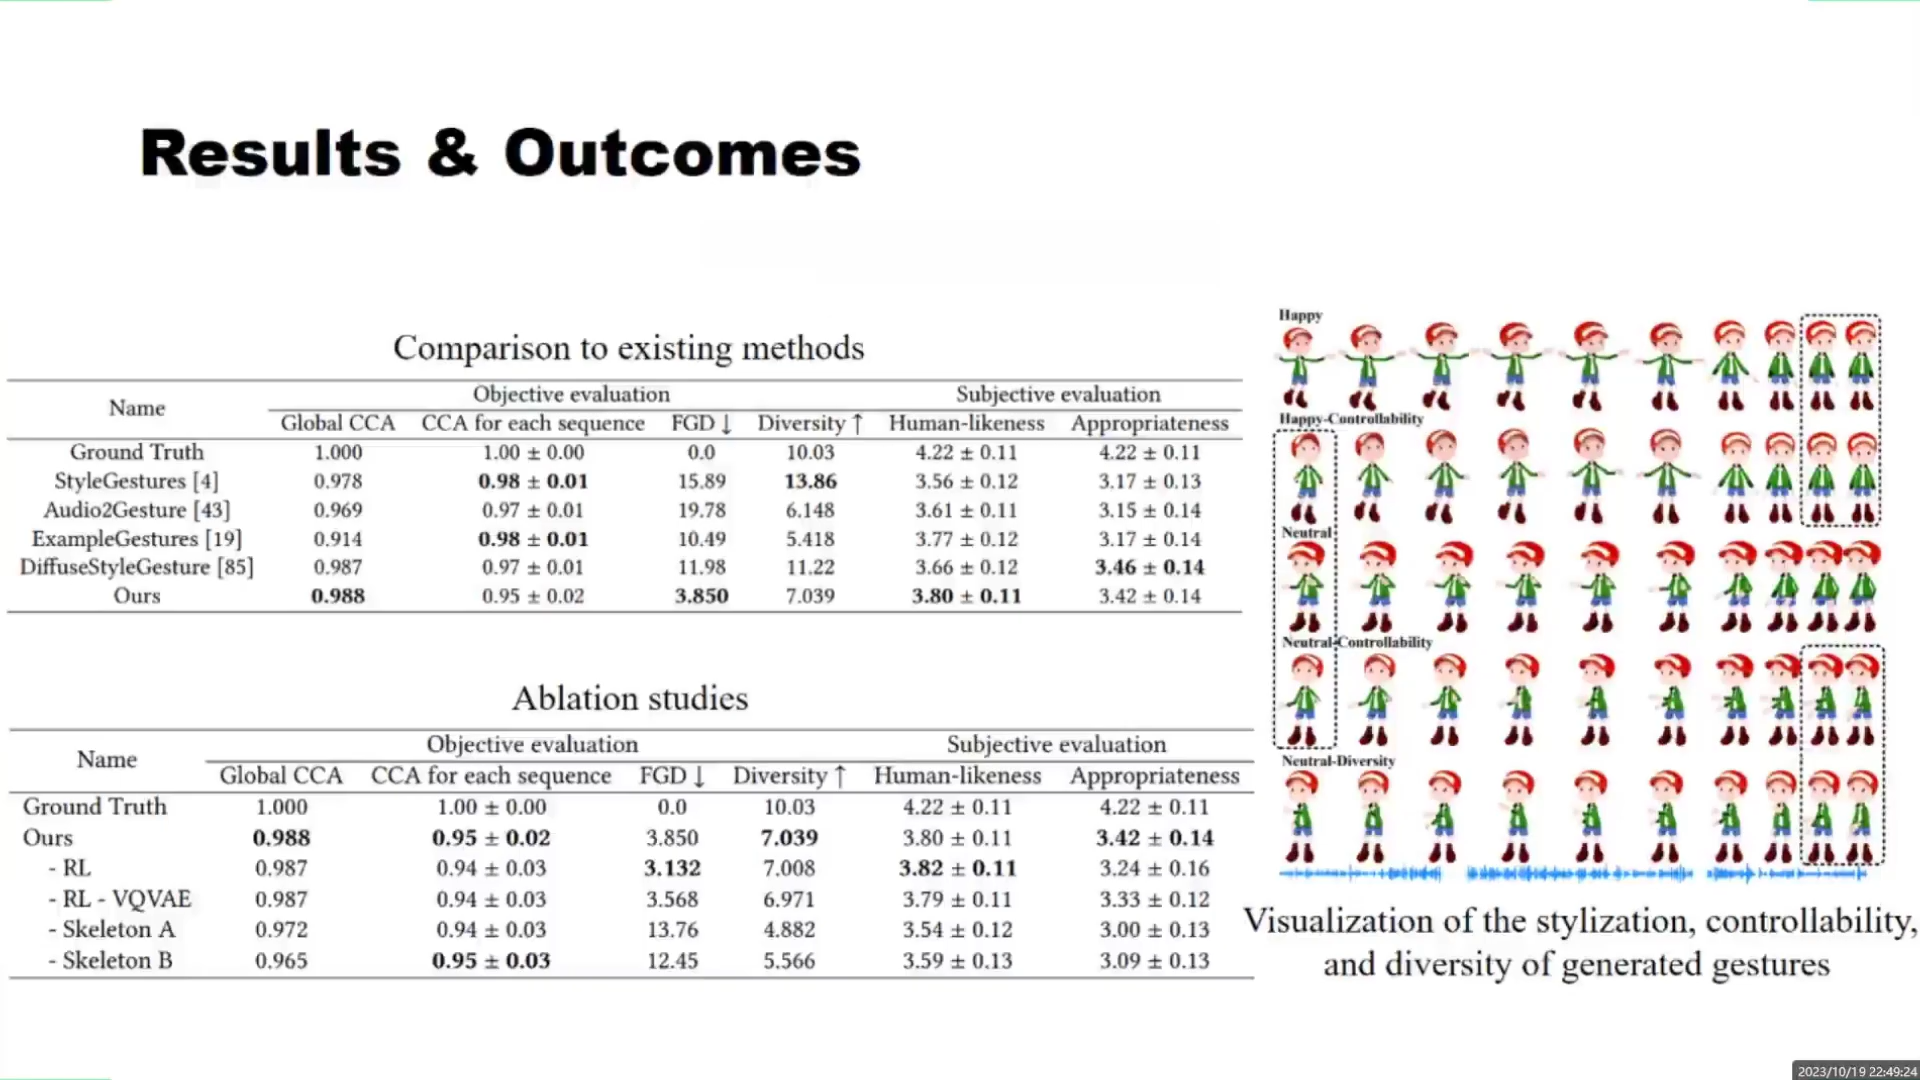 Results & Outcomes
Comparison to existing methods
Name Objective evaluation Subjective evaluation
Global CCA CCA for each sequence FGD ↓ Diversity ↑ Human-likeness Appropriateness
Ground Truth 1.000 1.00 ± 0.00 0.0 10.03 4.22 ± 0.11 4.22 ± 0.11
StyleGestures [4] 0.978 0.98 ± 0.01 15.89 13.86 3.56 ± 0.12 3.17 ± 0.13
Audio2Gesture [43] 0.969 0.97 ± 0.01 19.78 6.148 3.61 ± 0.11 3.15 ± 0.14
ExampleGestures [19] 0.914 0.98 ± 0.01 10.49 5.418 3.77 ± 0.12 3.17 ± 0.14
DiffuseStyleGesture [85] 0.987 0.97 ± 0.01 11.98 11.22 3.66 ± 0.12 3.46 ± 0.14
Ours 0.988 0.95 ± 0.02 3.850 7.039 3.80 ± 0.11 3.42 ± 0.14
Ablation studies
Name Objective evaluation Subjective evaluation
Global CCA CCA for each sequence FGD ↓ Diversity ↑ Human-likeness Appropriateness
Ground Truth 1.000 1.00 ± 0.00 0.0 10.03 4.22 ± 0.11 4.22 ± 0.11
Ours 0.988 0.95 ± 0.02 3.850 7.039 3.80 ± 0.11 3.42 ± 0.14
- RL 0.987 0.94 ± 0.03 3.132 7.008 3.82 ± 0.11 3.24 ± 0.16
- RL - VQVAE 0.987 0.94 ± 0.03 3.568 6.971 3.79 ± 0.11 3.33 ± 0.12
- Skeleton A 0.972 0.94 ± 0.03 13.76 4.882 3.54 ± 0.12 3.00 ± 0.13
- Skeleton B 0.965 0.95 ± 0.03 12.45 5.566 3.59 ± 0.13 3.09 ± 0.13
Happy
Happy-Controllability
Neutral
Neutral-Controllability
Neutral-Diversity
Visualization of the stylization, controllability,
and diversity of generated gestures
2023/10/19 22:49:24